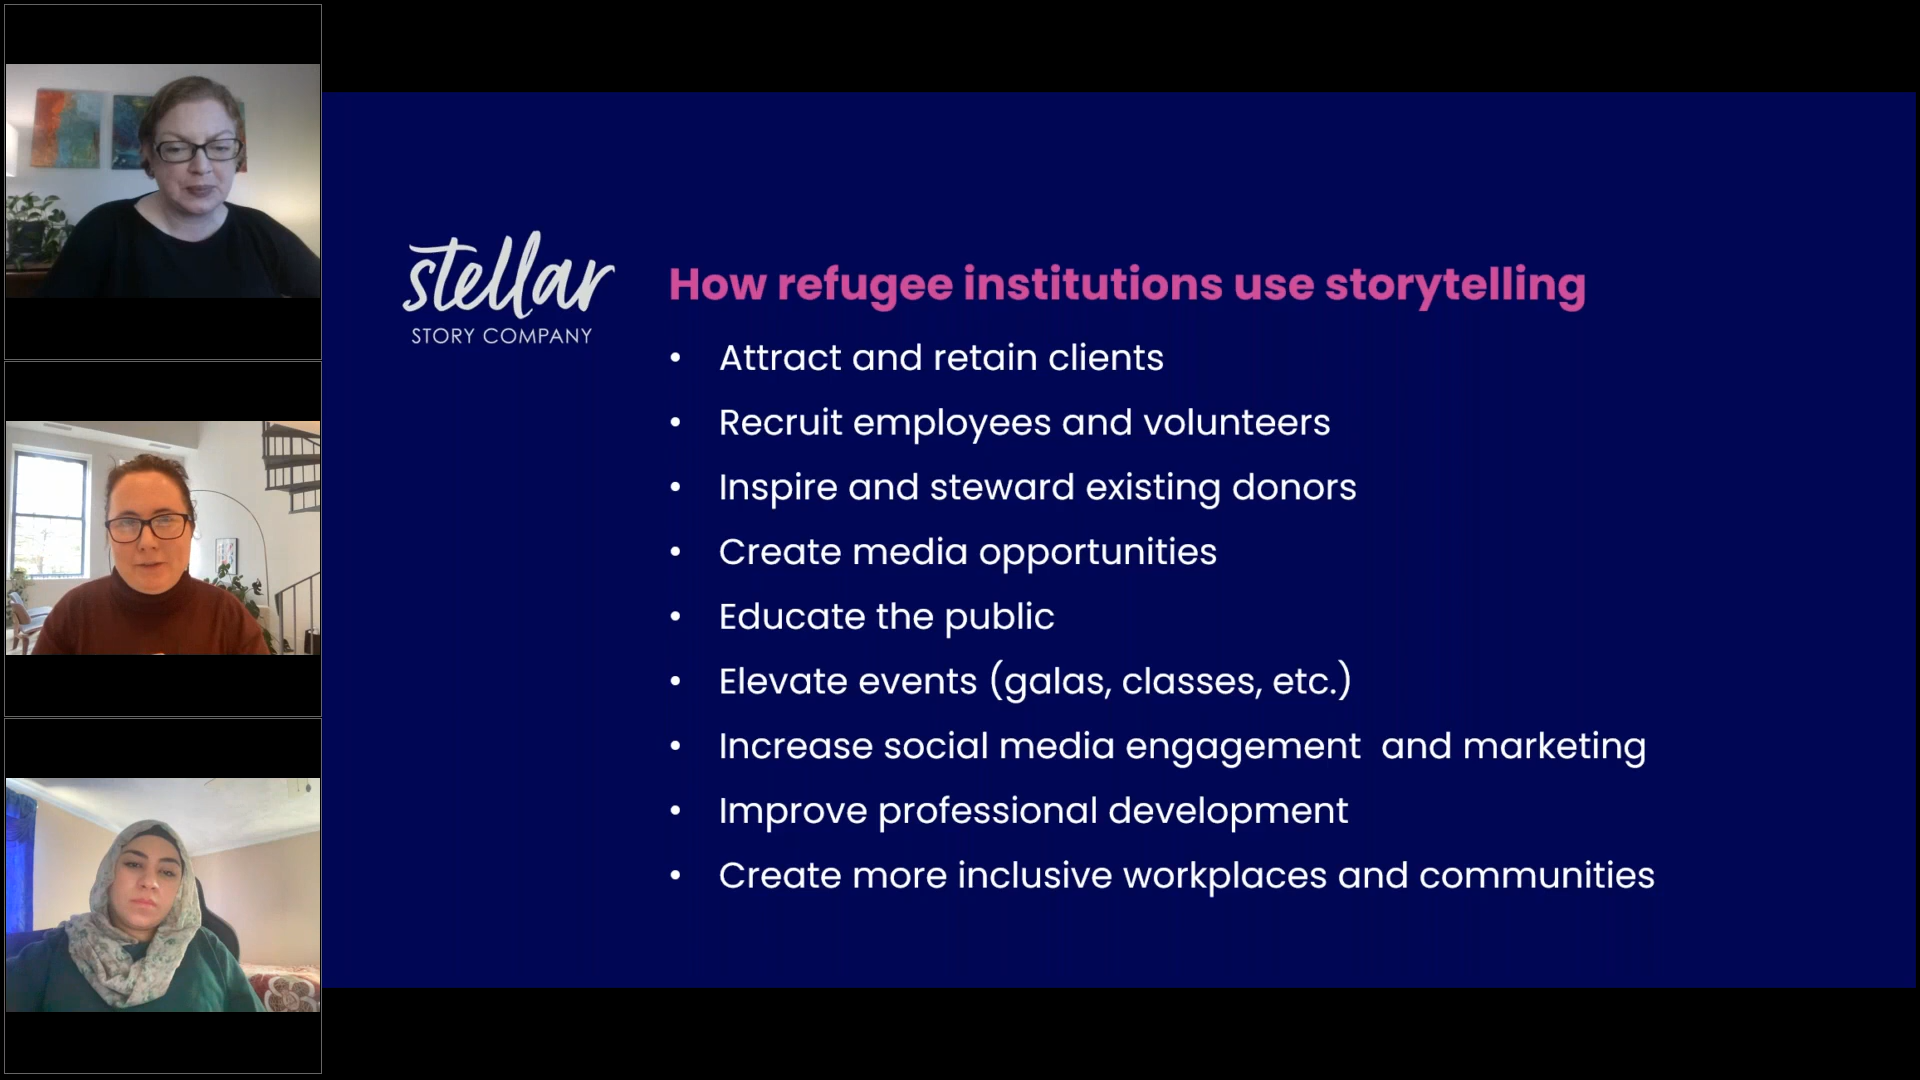 stellar
STORY COMPANY
How refugee institutions use storytelling
• Attract and retain clients
• Recruit employees and volunteers
• Inspire and steward existing donors
• Create media opportunities
• Educate the public
• Elevate events (galas, classes, etc.)
• Increase social media engagement  and marketing
• Improve professional development
• Create more inclusive workplaces and communities